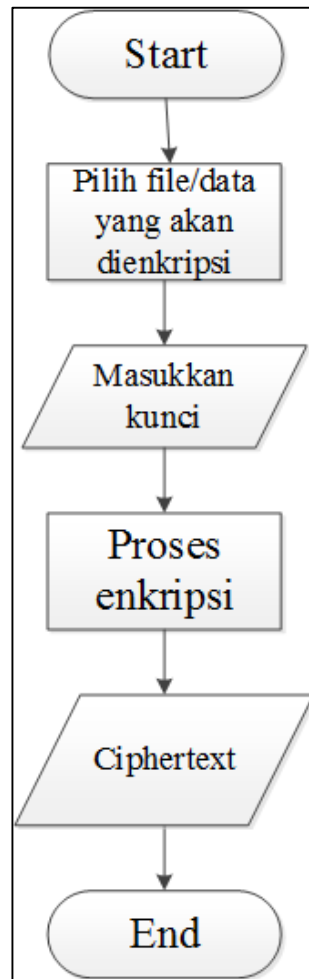 Start
Pilih file/data
yang akan
dienkripsi
Masukkan
kunci
Proses
enkripsi
Ciphertext
End